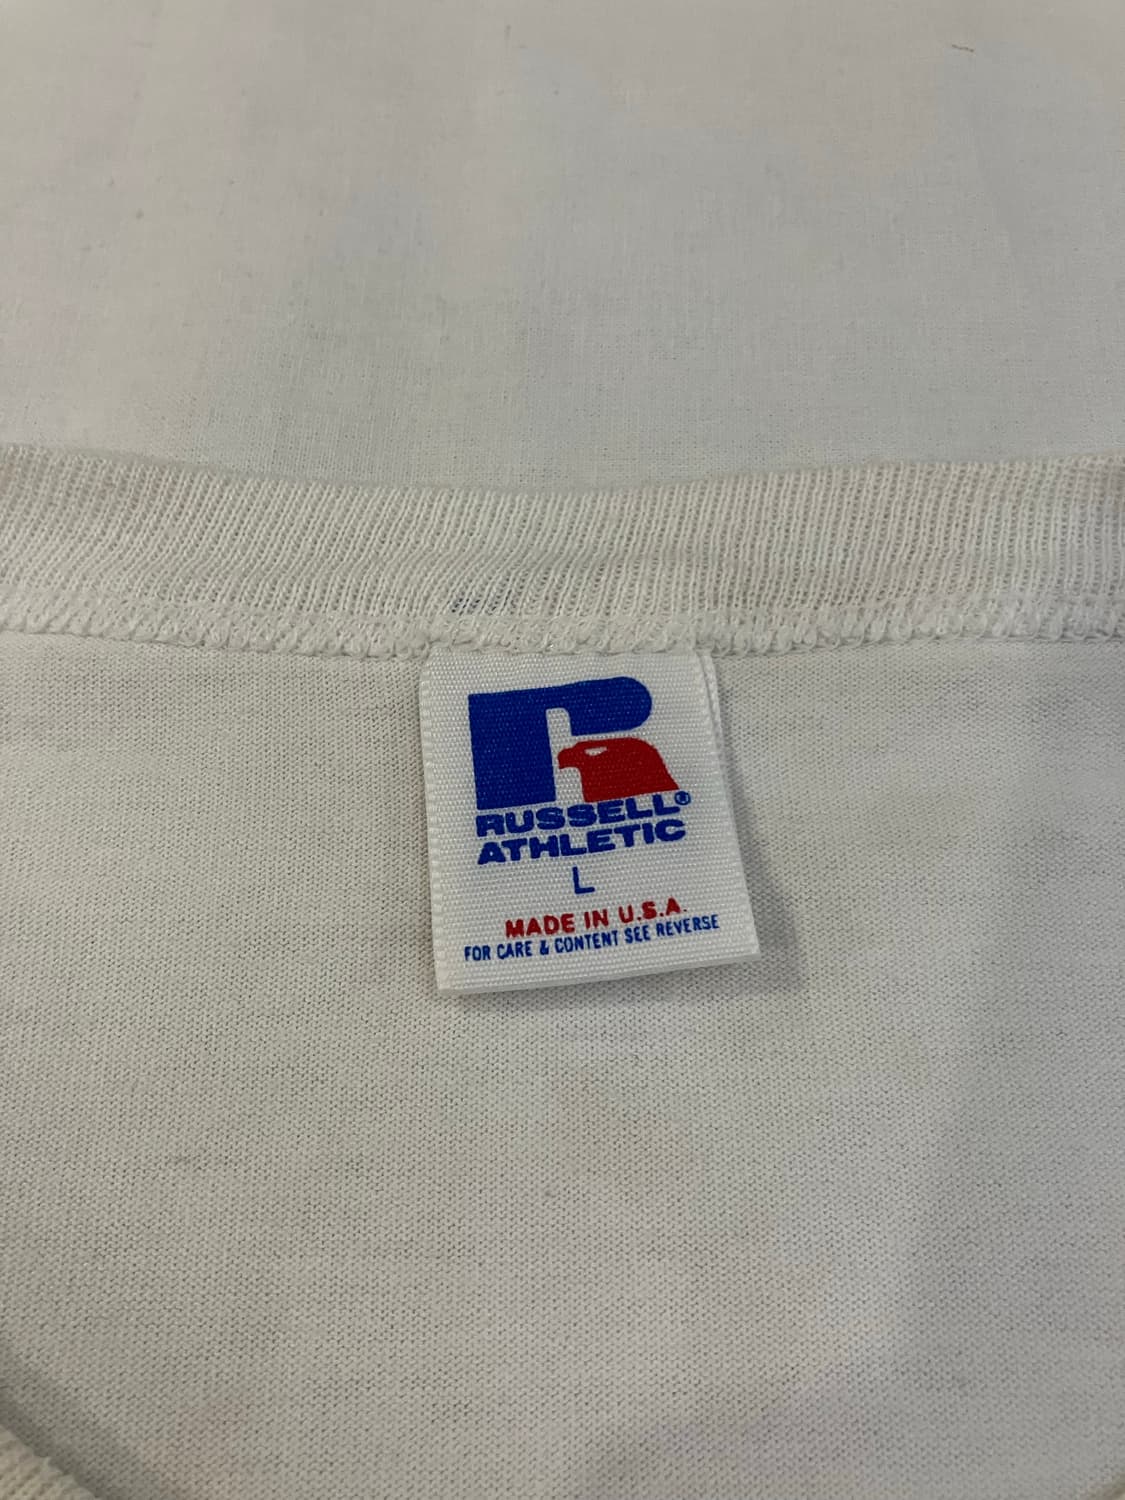 R
RUSSELL®
ATHLETIC
L
MADE IN U.S.A.
FOR CARE & CONTENT SEE REVERSE